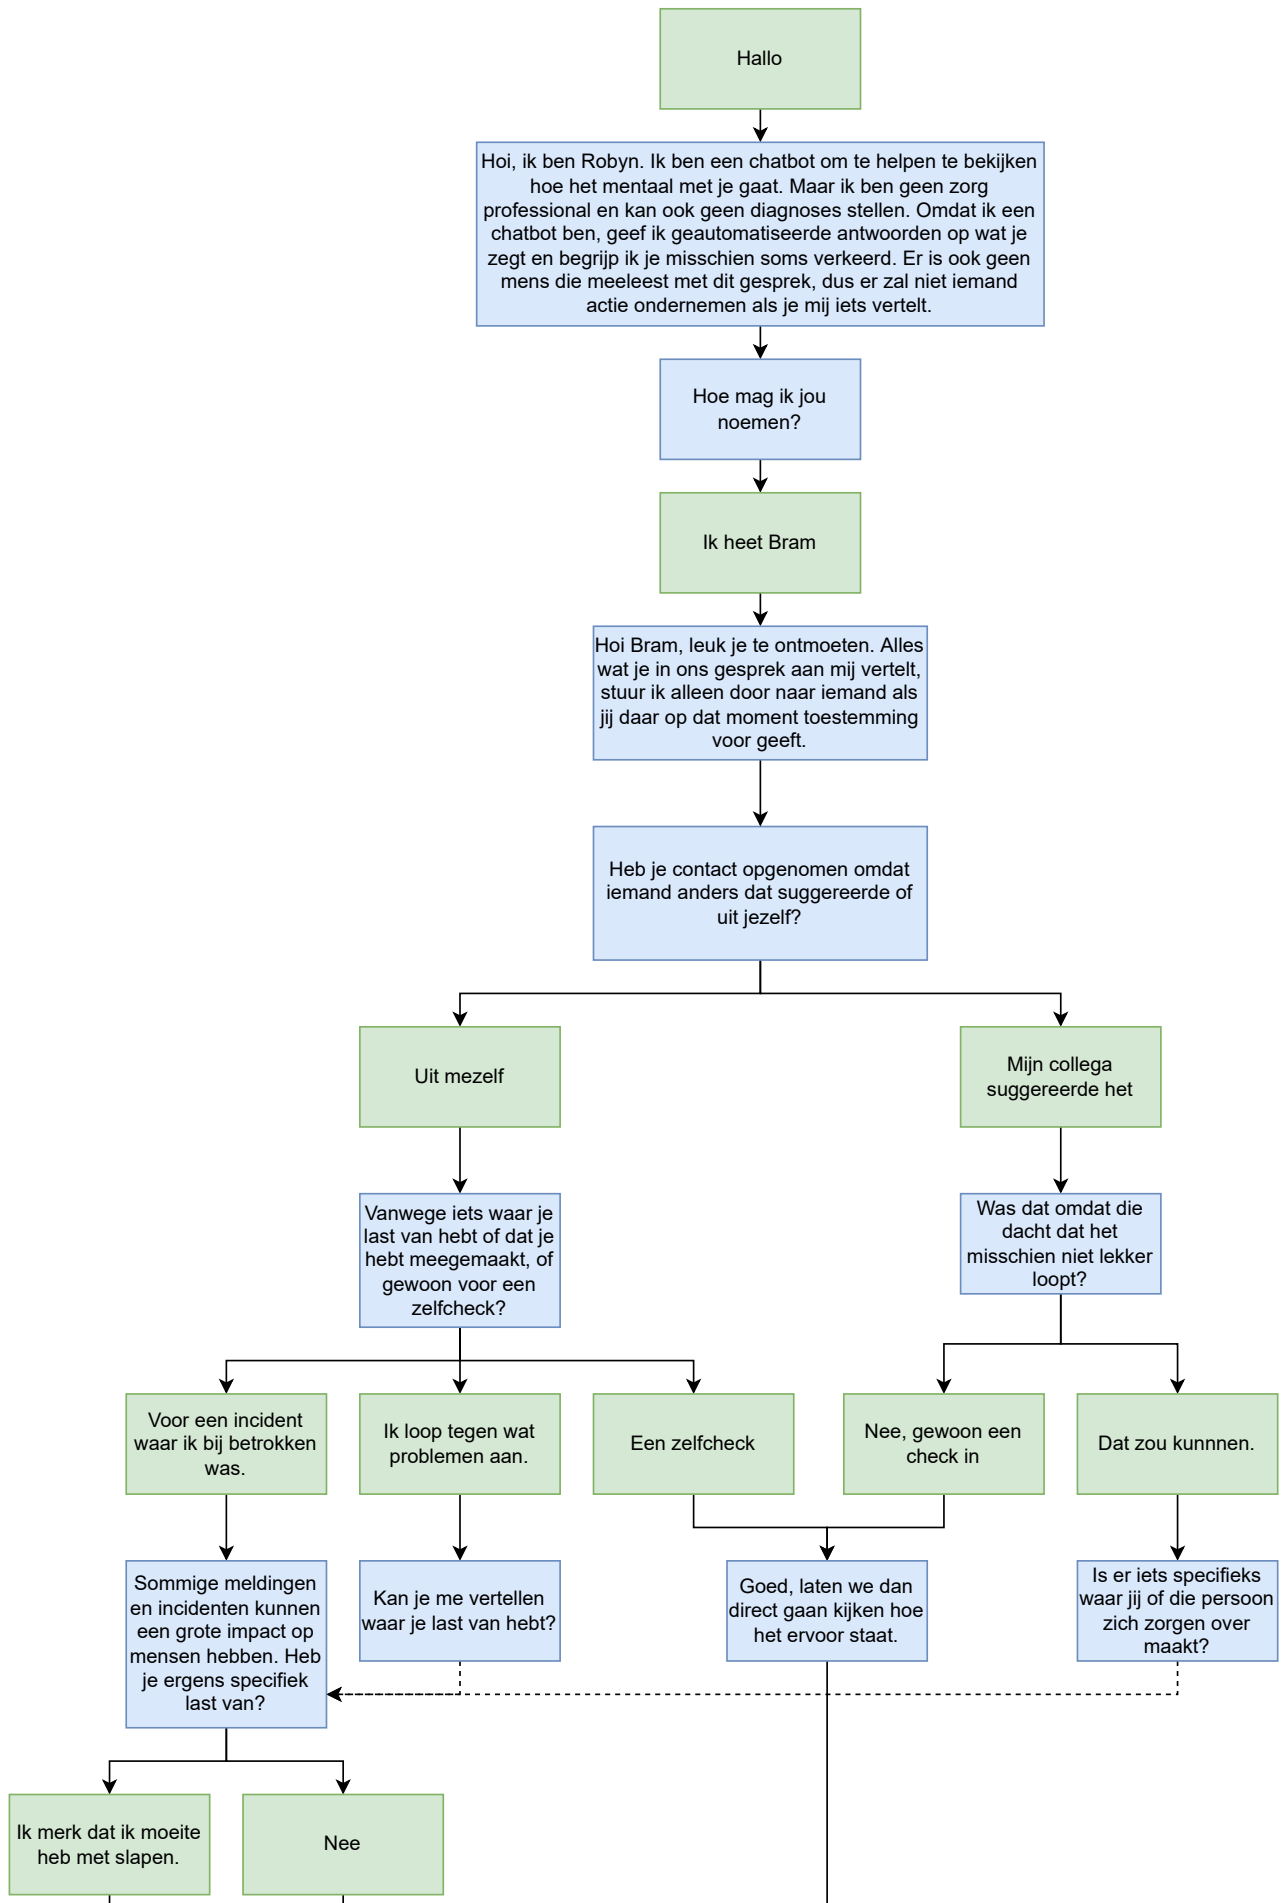 Hallo
Hoi, ik ben Robyn. Ik ben een chatbot om te helpen te bekijken
hoe het mentaal met je gaat. Maar ik ben geen zorg
professional en kan ook geen diagnoses stellen. Omdat ik een
chatbot ben, geef ik geautomatiseerde antwoorden op wat je
zegt en begrijp ik je misschien soms verkeerd. Er is ook geen
mens die meeleest met dit gesprek, dus er zal niet iemand
actie ondernemen als je mij iets vertelt.
Hoe mag ik jou
noemen?
Ik heet Bram
Hoi Bram, leuk je te ontmoeten. Alles
wat je in ons gesprek aan mij vertelt,
stuur ik alleen door naar iemand als
jij daar op dat moment toestemming
voor geeft.
Heb je contact opgenomen omdat
iemand anders dat suggereerde of
uit jezelf?
Uit mezelf
Mijn collega
suggereerde het
Vanwege iets waar je
last van hebt of dat je
hebt meegemaakt, of
gewoon voor een
zelfcheck?
Was dat omdat die
dacht dat het
misschien niet lekker
loopt?
Voor een incident
waar ik bij betrokken
was.
Ik loop tegen wat
problemen aan.
Een zelfcheck
Nee, gewoon een
check in
Dat zou kunnnen.
Sommige meldingen
en incidenten kunnen
een grote impact op
mensen hebben. Heb
je ergens specifiek
last van?
Kan je me vertellen
waar je last van hebt?
Goed, laten we dan
direct gaan kijken hoe
het ervoor staat.
Is er iets specifieks
waar jij of die persoon
zich zorgen over
maakt?
Ik merk dat ik moeite
heb met slapen.
Nee